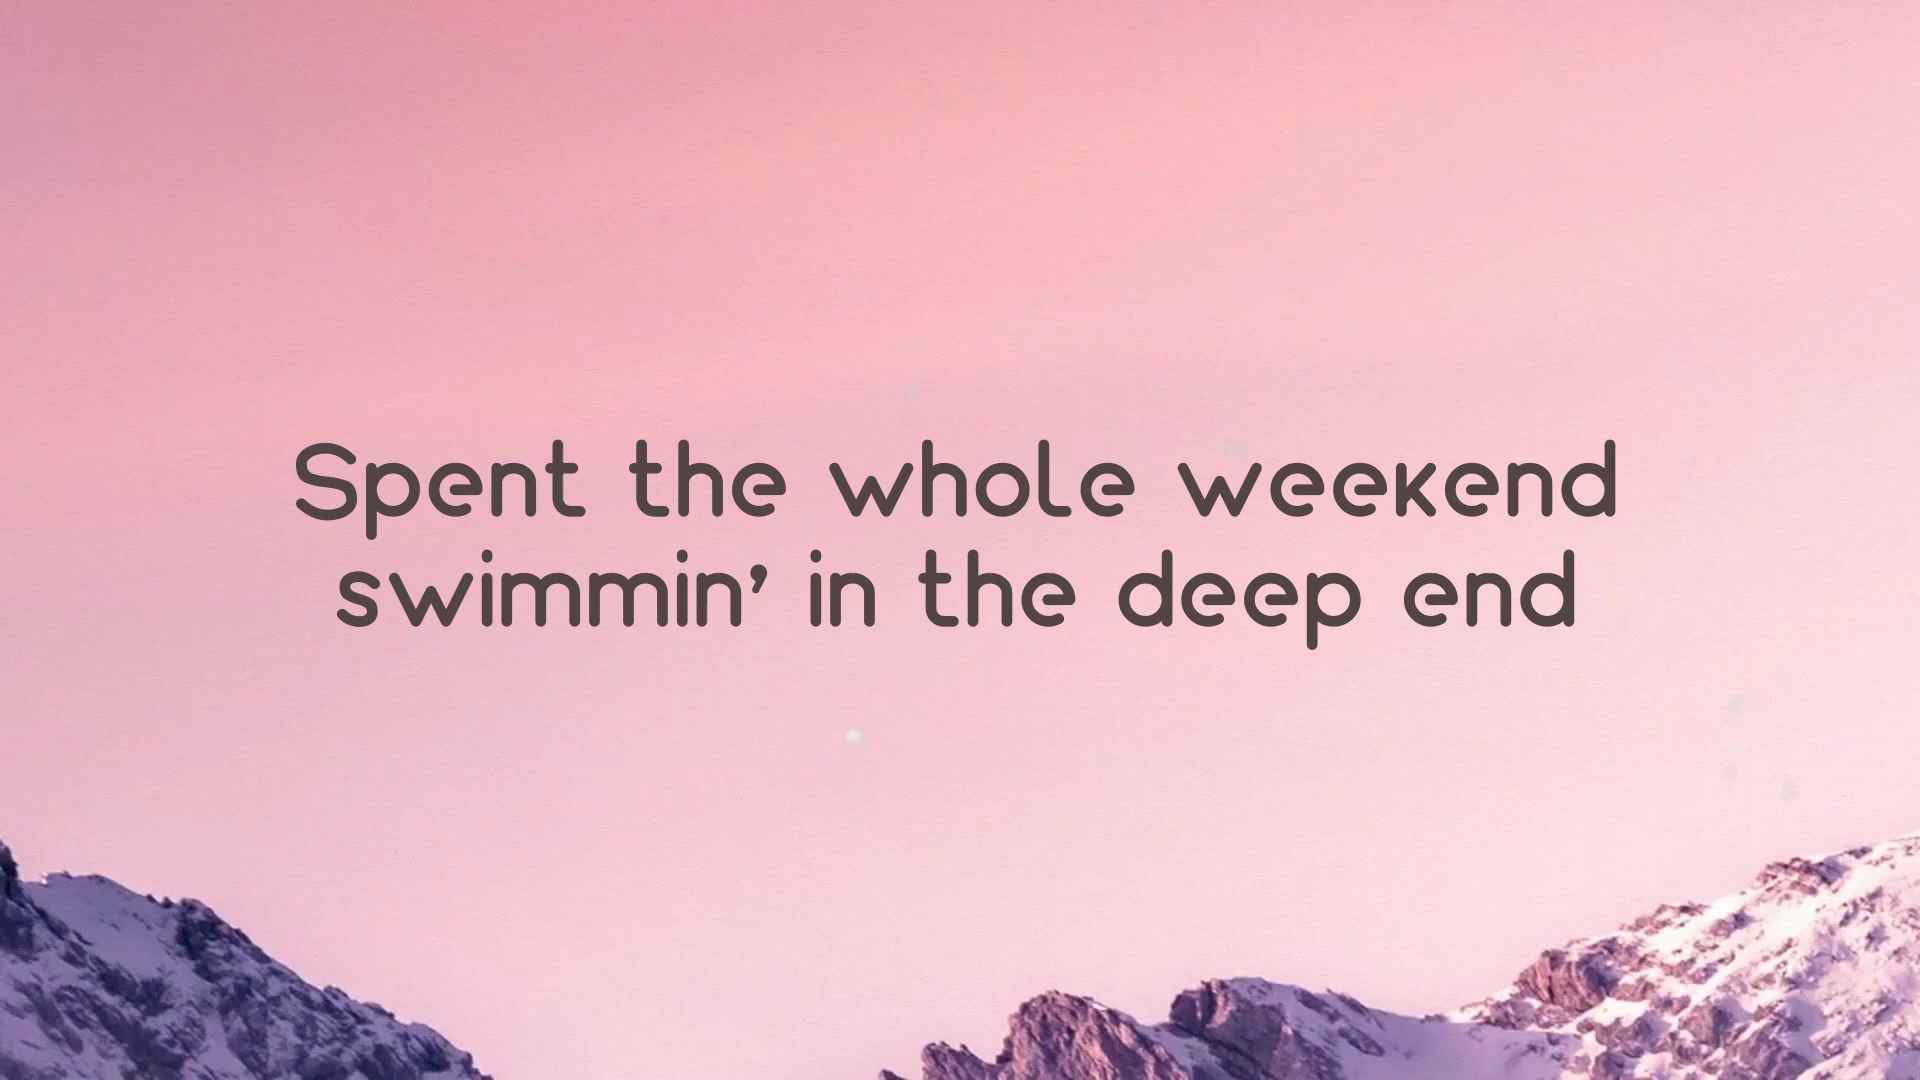 Spent the whole weekend
swimmin’ in the deep end